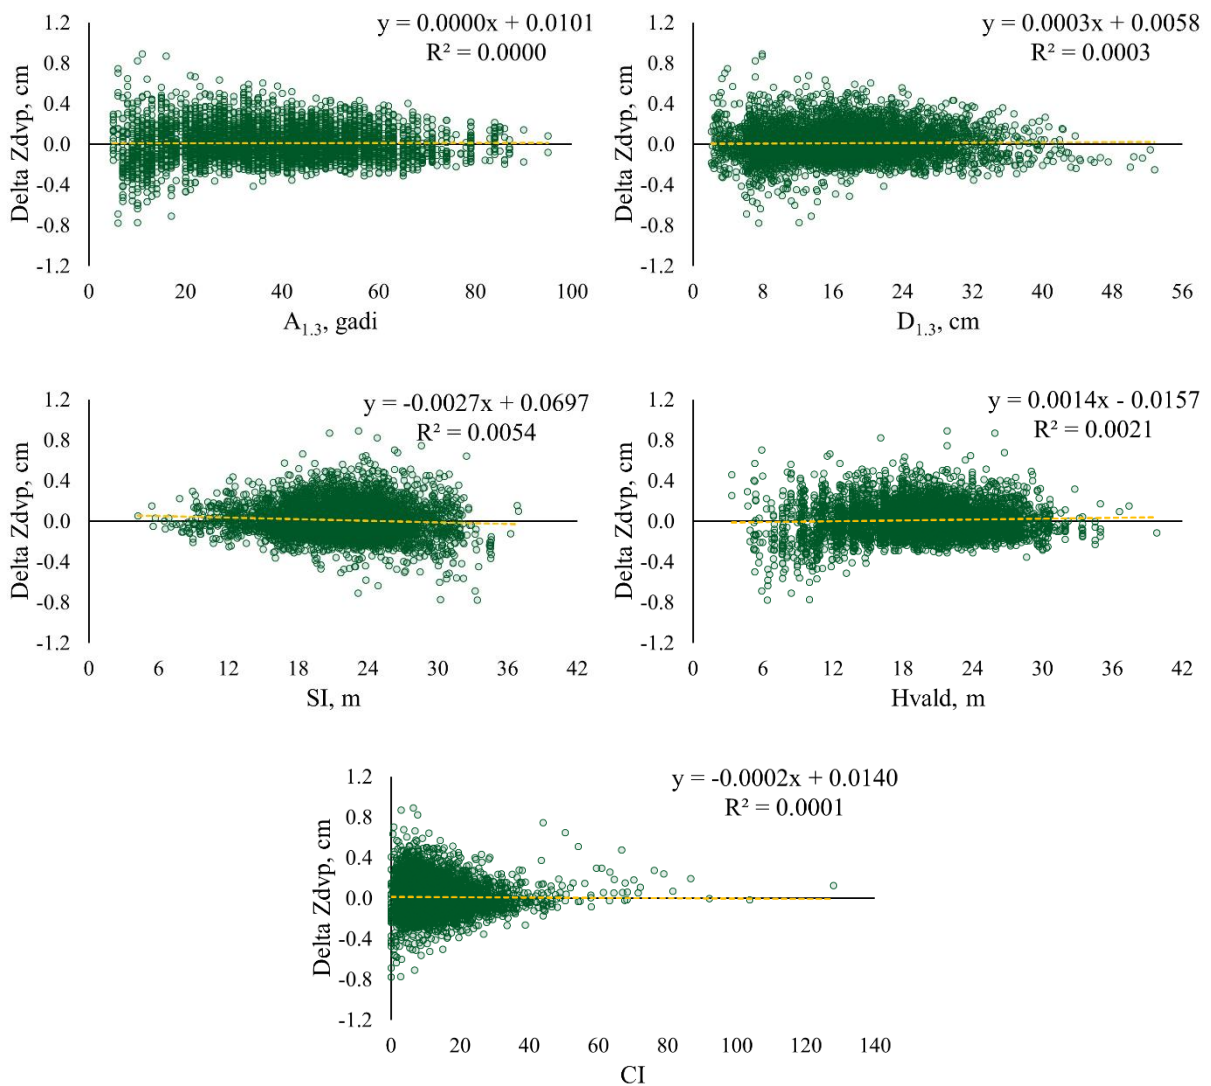 y = 0.0000x + 0.0101
R² = 0.0000
Delta Zdvp, cm
1.2
0.8
0.4
0.0
-0.4
-0.8
-1.2
0 20 40 60 80 100
A1.3, gadi
y = 0.0003x + 0.0058
R² = 0.0003
Delta Zdvp, cm
1.2
0.8
0.4
0.0
-0.4
-0.8
-1.2
0 8 16 24 32 40 48 56
D1.3, cm
y = -0.0027x + 0.0697
R² = 0.0054
Delta Zdvp, cm
1.2
0.8
0.4
0.0
-0.4
-0.8
-1.2
0 6 12 18 24 30 36 42
SI, m
y = 0.0014x - 0.0157
R² = 0.0021
Delta Zdvp, cm
1.2
0.8
0.4
0.0
-0.4
-0.8
-1.2
0 6 12 18 24 30 36 42
Hvald, m
y = -0.0002x + 0.0140
R² = 0.0001
Delta Zdvp, cm
1.2
0.8
0.4
0.0
-0.4
-0.8
-1.2
0 20 40 60 80 100 120 140
CI